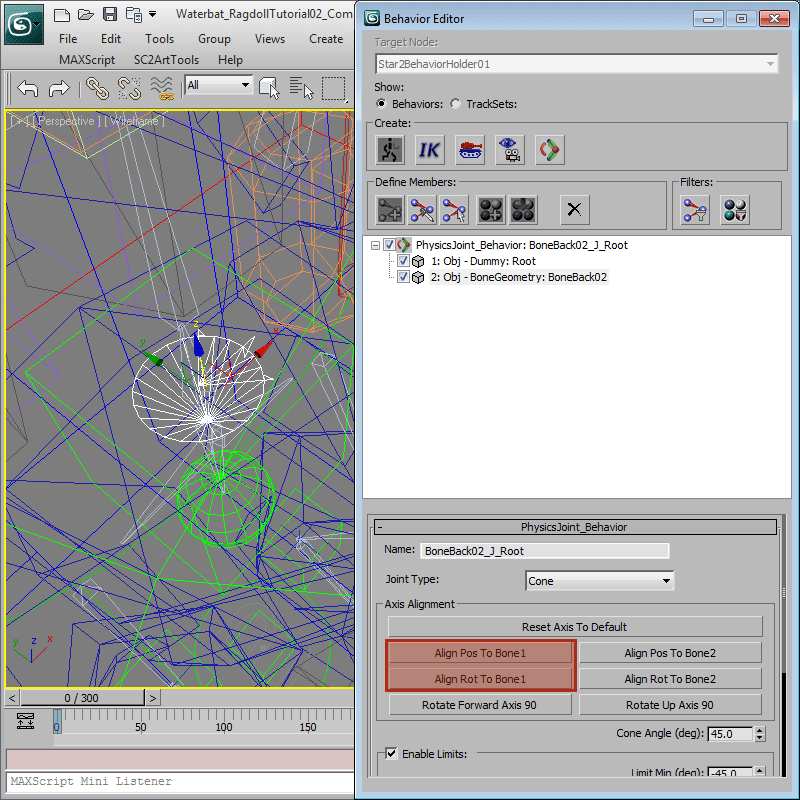 Waterbat_RagdollTutorial02_Com
File Edit Tools Group Views Create
MAXScript SC2ArtTools Help
All
[ + ] [ Perspective ] [ Wireframe ]
z
y
x
z
y
x
< 0 / 300 >
0 50 100 150
MAXScript Mini Listener
Behavior Editor
Target Node:
Star2BehaviorHolder01
Show:
Behaviors: TrackSets:
Create:
IK
Define Members:
Filters:
PhysicsJoint_Behavior: BoneBack02_J_Root
1: Obj - Dummy: Root
2: Obj - BoneGeometry: BoneBack02
- PhysicsJoint_Behavior
Name: BoneBack02_J_Root
Joint Type: Cone
Axis Alignment
Reset Axis To Default
Align Pos To Bone1 Align Pos To Bone2
Align Rot To Bone1 Align Rot To Bone2
Rotate Forward Axis 90 Rotate Up Axis 90
Cone Angle (deg): 45.0
Enable Limits:
Limit Min (deg): -45.0